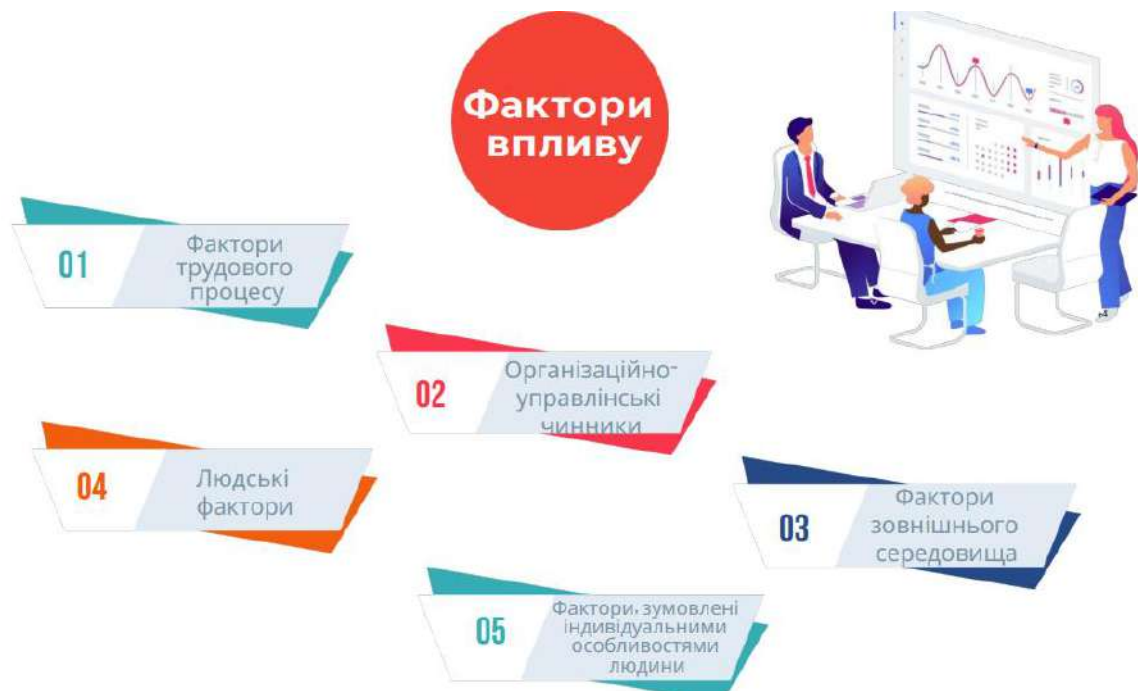 Фактори
впливу
01
Фактори
трудового
процесу
02
Організаційно-
управлінські
чинники
04
Людські
фактори
03
Фактори
зовнішнього
середовища
05
Фактори, зумовлені
індивідуальними
особливостями
людини